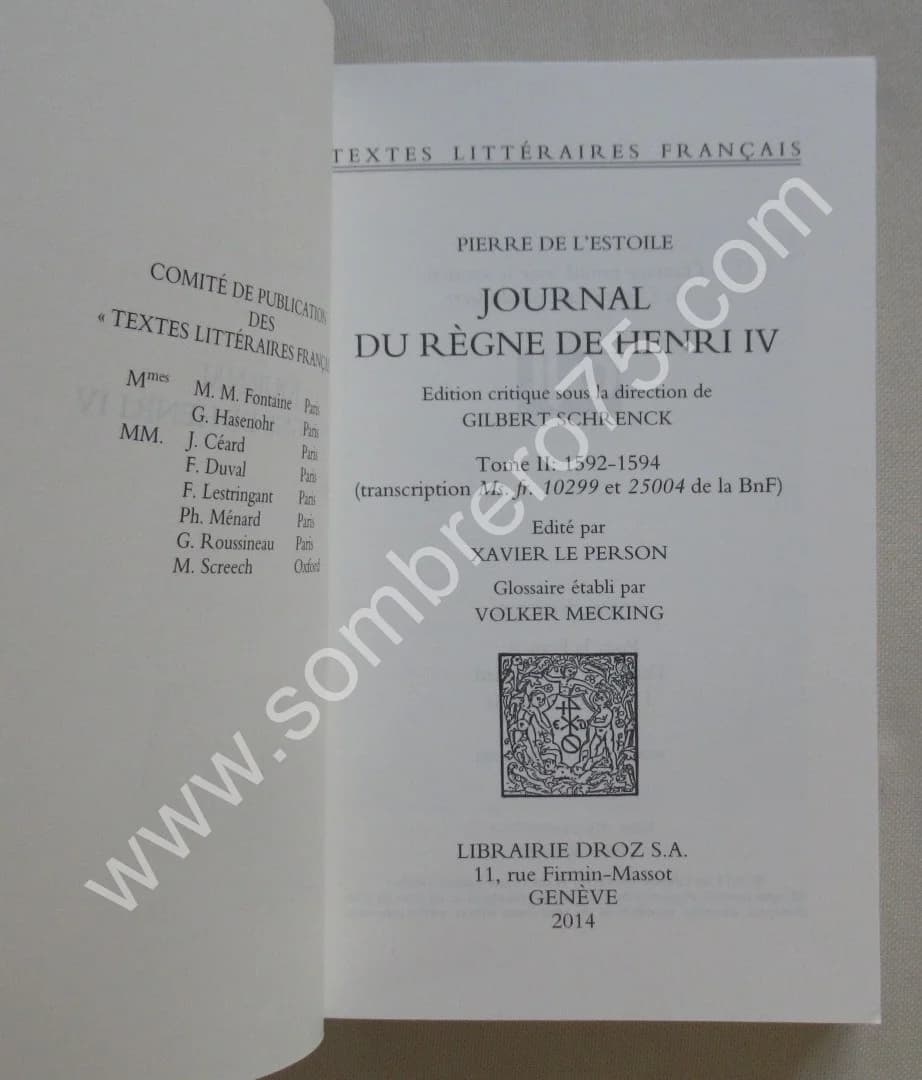 COMITÉ DE PUBLICATION
DES
« TEXTES LITTÉRAIRES FRANÇA
Mmes M. M. Fontaine Paris
G. Hasenohr Paris
MM. J. Céard Paris
F. Duval Paris
F. Lestringant Paris
Ph. Ménard Paris
G. Roussineau Paris
M. Screech Oxford
TEXTES LITTÉRAIRES FRANÇAIS
PIERRE DE L'ESTOILE
JOURNAL
DU RÈGNE DE HENRI IV
Edition critique sous la direction de
GILBERT SCHRENCK
Tome II: 1592-1594
(transcription Ms. fr. 10299 et 25004 de la BnF)
Edité par
XAVIER LE PERSON
Glossaire établi par
VOLKER MECKING
LIBRAIRIE DROZ S.A.
11, rue Firmin-Massot
GENÈVE
2014
www.sombrero75.com